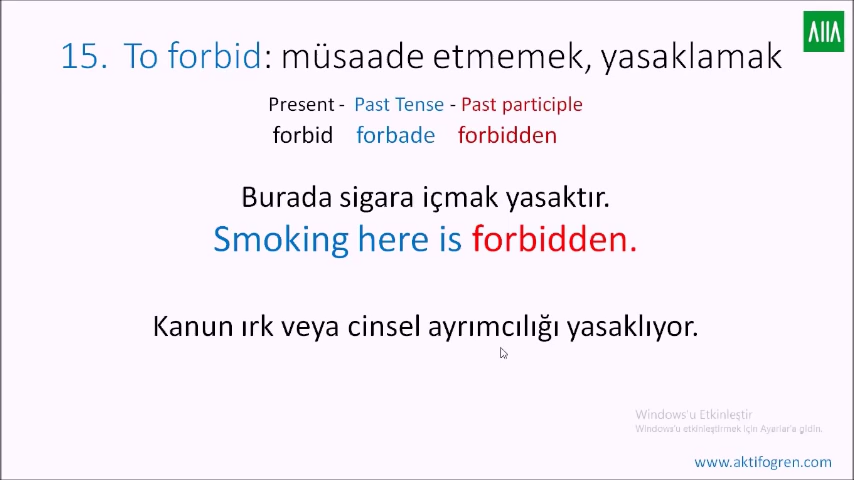 15. To forbid: müsaade etmemek, yasaklamak
AIIA
Present - Past Tense - Past participle
forbid forbade forbidden
Burada sigara içmak yasaktır.
Smoking here is forbidden.
Kanun ırk veya cinsel ayrımcılığı yasaklıyor.
Windows'u Etkinleştir
Windows'u etkinleştirmek için Ayarlar'a gidin.
www.aktifogren.com